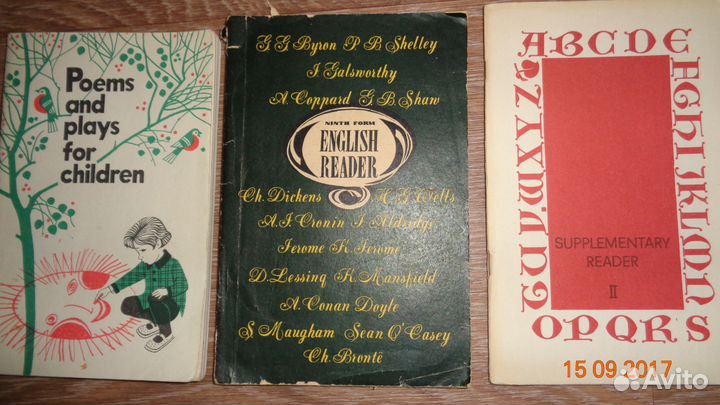 Poems
and
plays
for
children
G G Byron P B Shelley
J Galsworthy
A Coppard G B Shaw
NINTH FORM
ENGLISH
READER
Ch. Dickens H. G. Wells
A. J. Cronin J. Aldridge
Jerome K. Jerome
D. Lessing K. Mansfield
A. Conan Doyle
S. Maugham Sean O'Casey
Ch. Brontë
ABCDE
FGHIJKLMN
OPQRS
TUVWXYZ
SUPPLEMENTARY
READER
II
15 09 2017
Avito